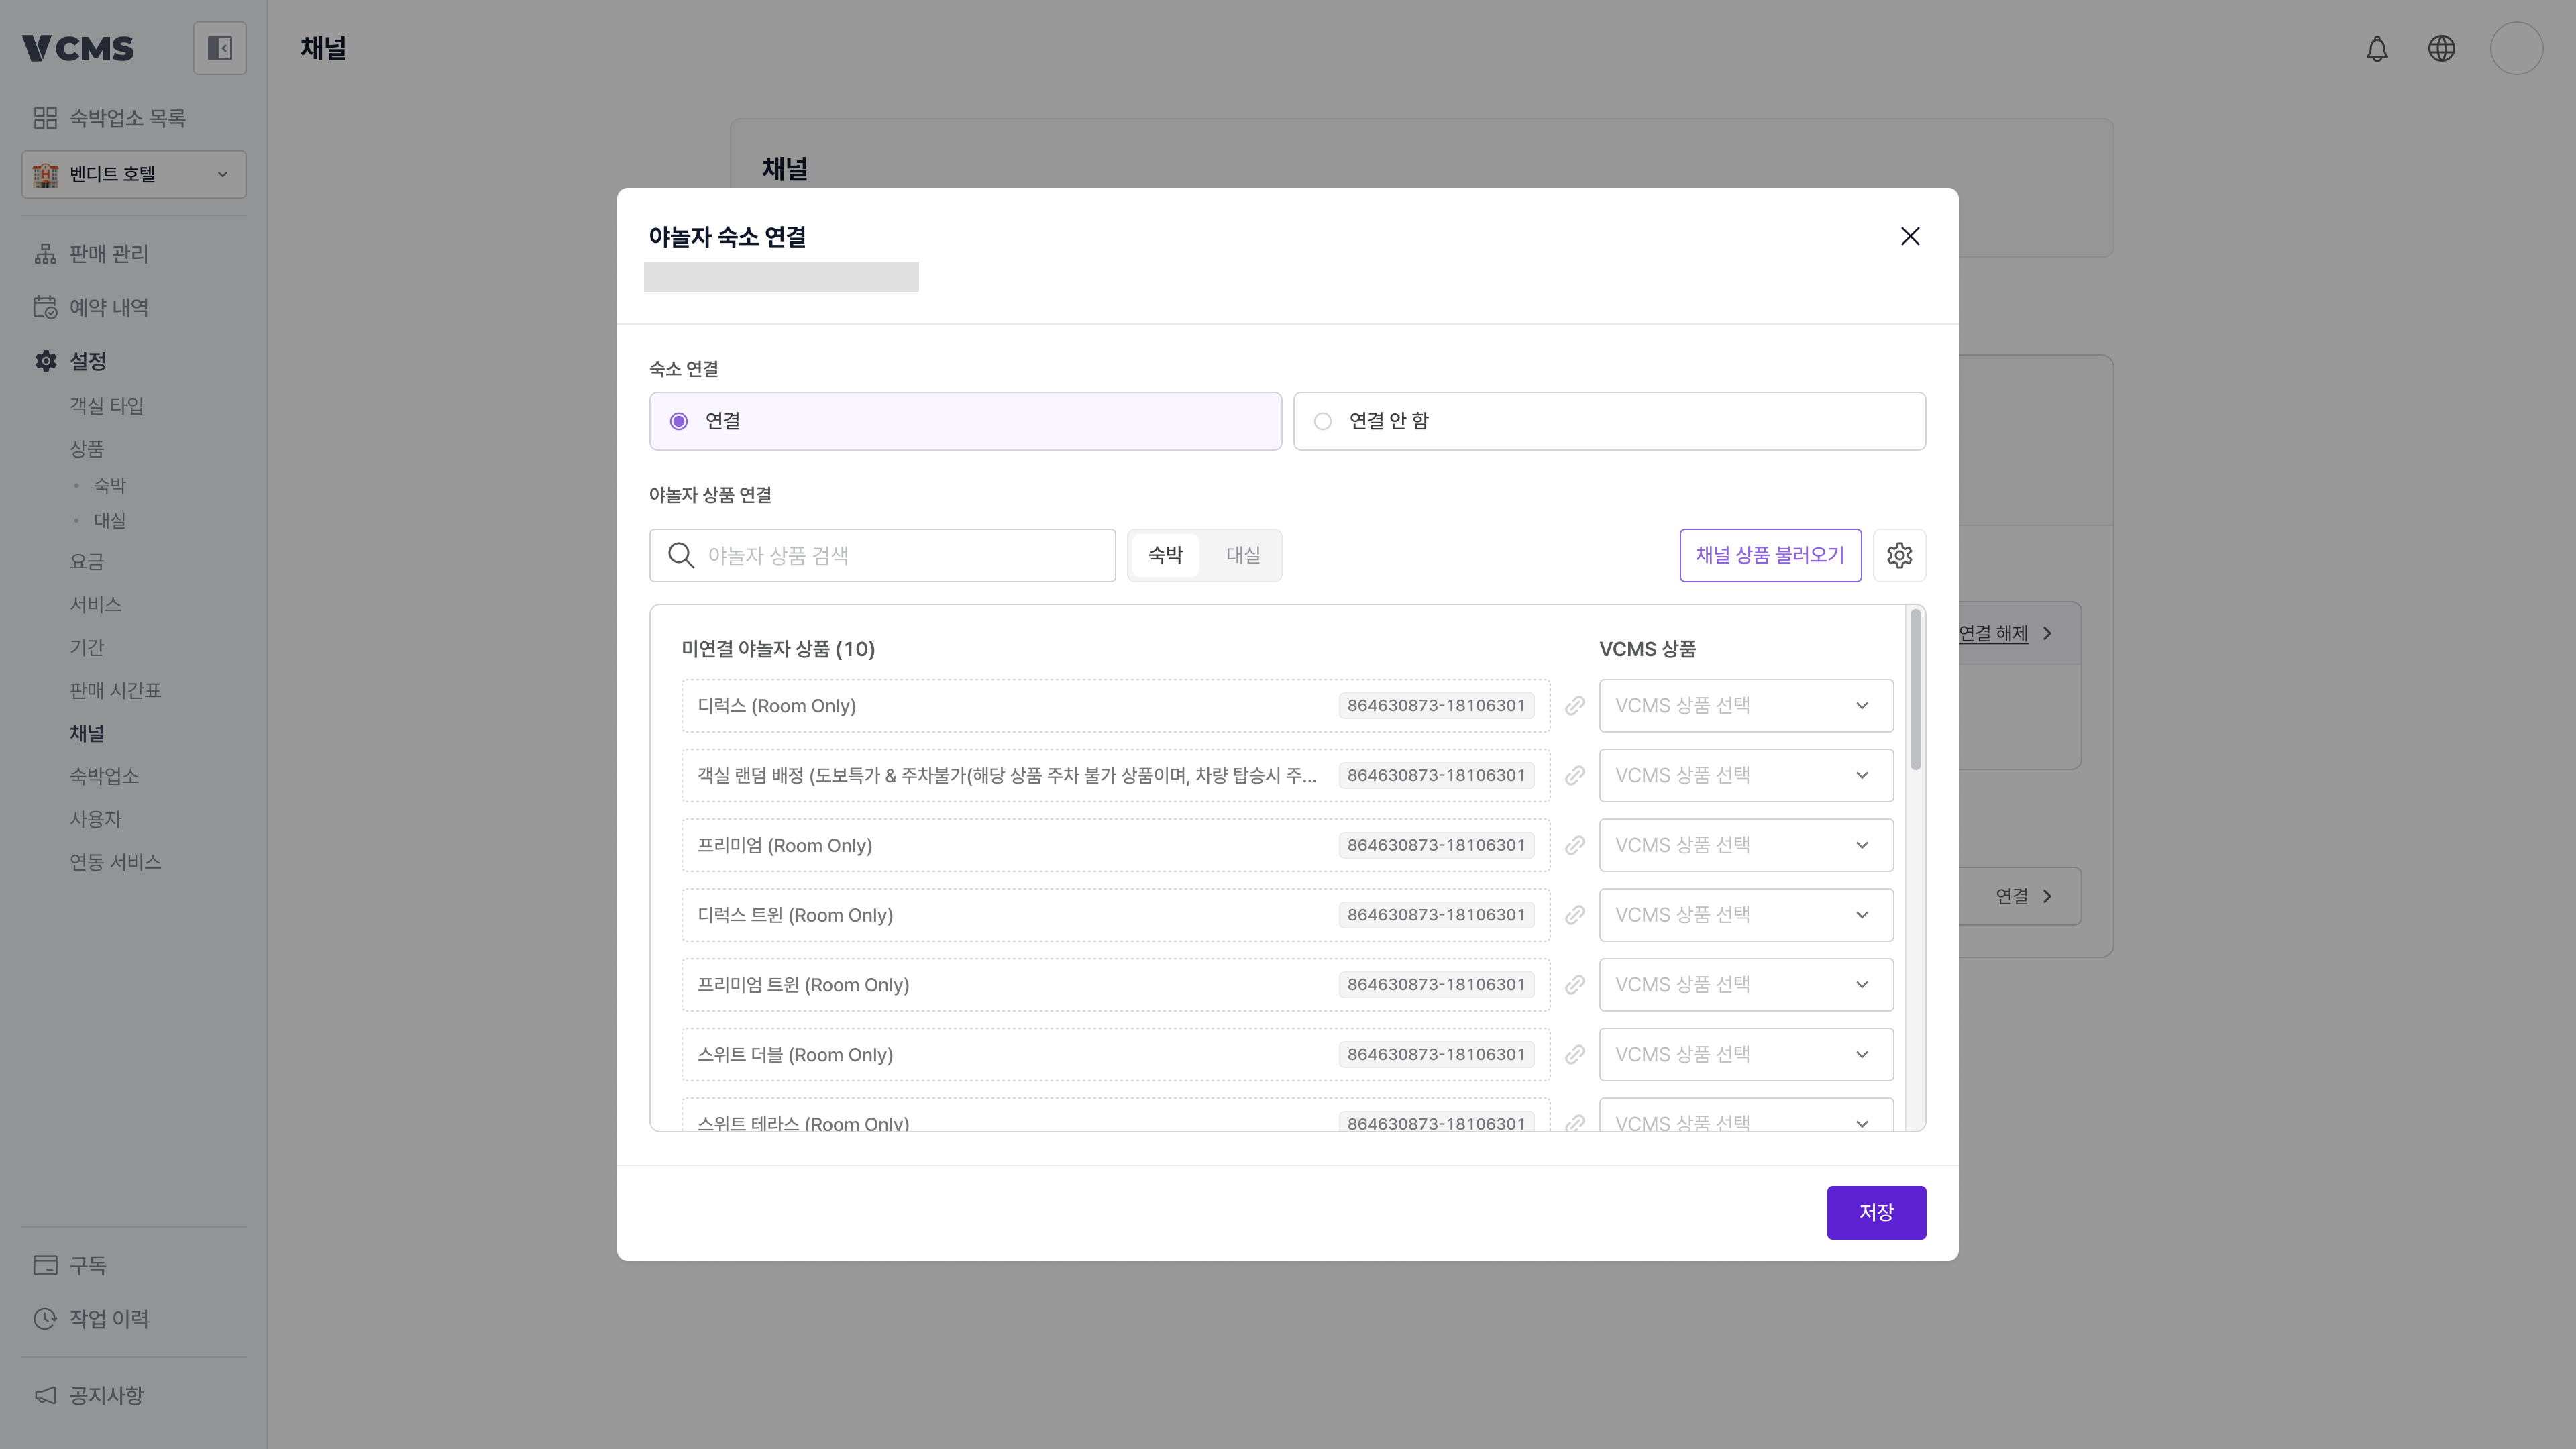 VCMS
채널
숙박업소 목록
벤디트 호텔
판매 관리
예약 내역
설정
객실 타입
상품
숙박
대실
요금
서비스
기간
판매 시간표
채널
숙박업소
사용자
연동 서비스
구독
작업 이력
공지사항
채널
연결 해제
연결
야놀자 숙소 연결
숙소 연결
연결
연결 안 함
야놀자 상품 연결
야놀자 상품 검색
숙박
대실
채널 상품 불러오기
미연결 야놀자 상품 (10)
VCMS 상품
디럭스 (Room Only)
864630873-18106301
VCMS 상품 선택
객실 랜덤 배정 (도보특가 & 주차불가(해당 상품 주차 불가 상품이며, 차량 탑승시 주...
864630873-18106301
VCMS 상품 선택
프리미엄 (Room Only)
864630873-18106301
VCMS 상품 선택
디럭스 트윈 (Room Only)
864630873-18106301
VCMS 상품 선택
프리미엄 트윈 (Room Only)
864630873-18106301
VCMS 상품 선택
스위트 더블 (Room Only)
864630873-18106301
VCMS 상품 선택
스위트 테라스 (Room Only)
864630873-18106301
VCMS 상품 선택
저장